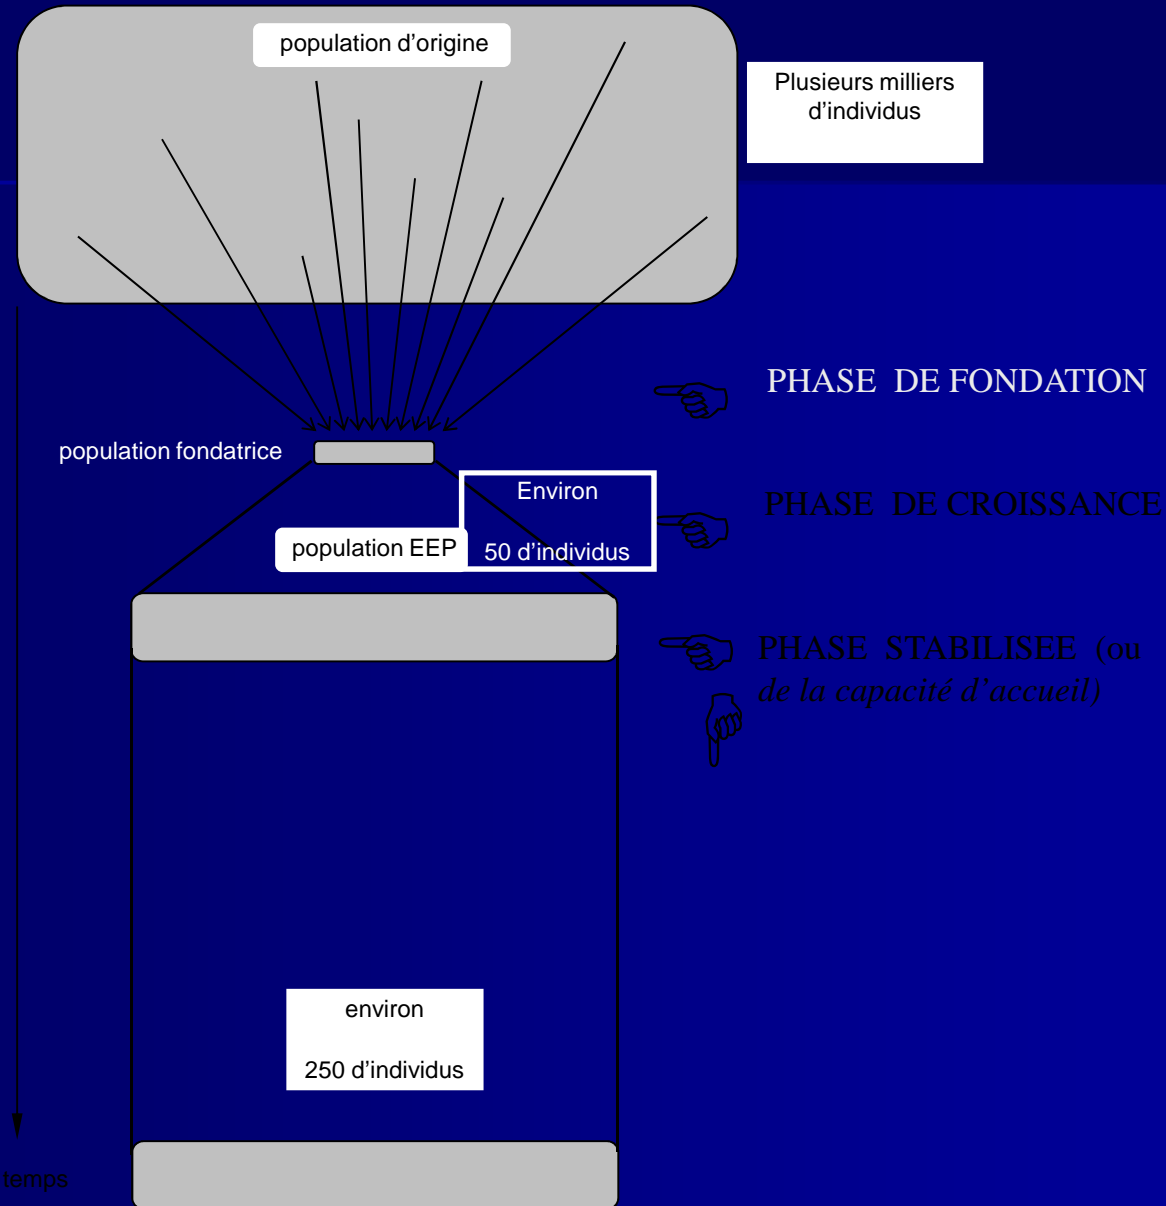 population d'origine
Plusieurs milliers
d'individus
PHASE DE FONDATION
population fondatrice
Environ
50 d'individus
PHASE DE CROISSANCE
population EEP
PHASE STABILISEE (ou
de la capacité d'accueil)
environ
250 d'individus
temps